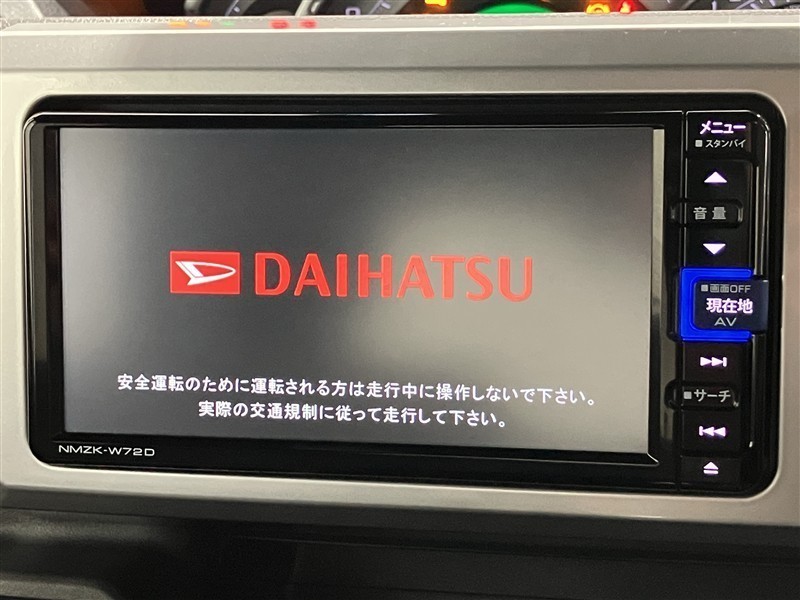 メニュー
■スタンバイ
音量
DAIHATSU
■画面OFF
現在地
AV
安全運転のために運転される方は走行中に操作しないで下さい。
実際の交通規制に従って走行して下さい。
■サーチ
NMZK-W72D